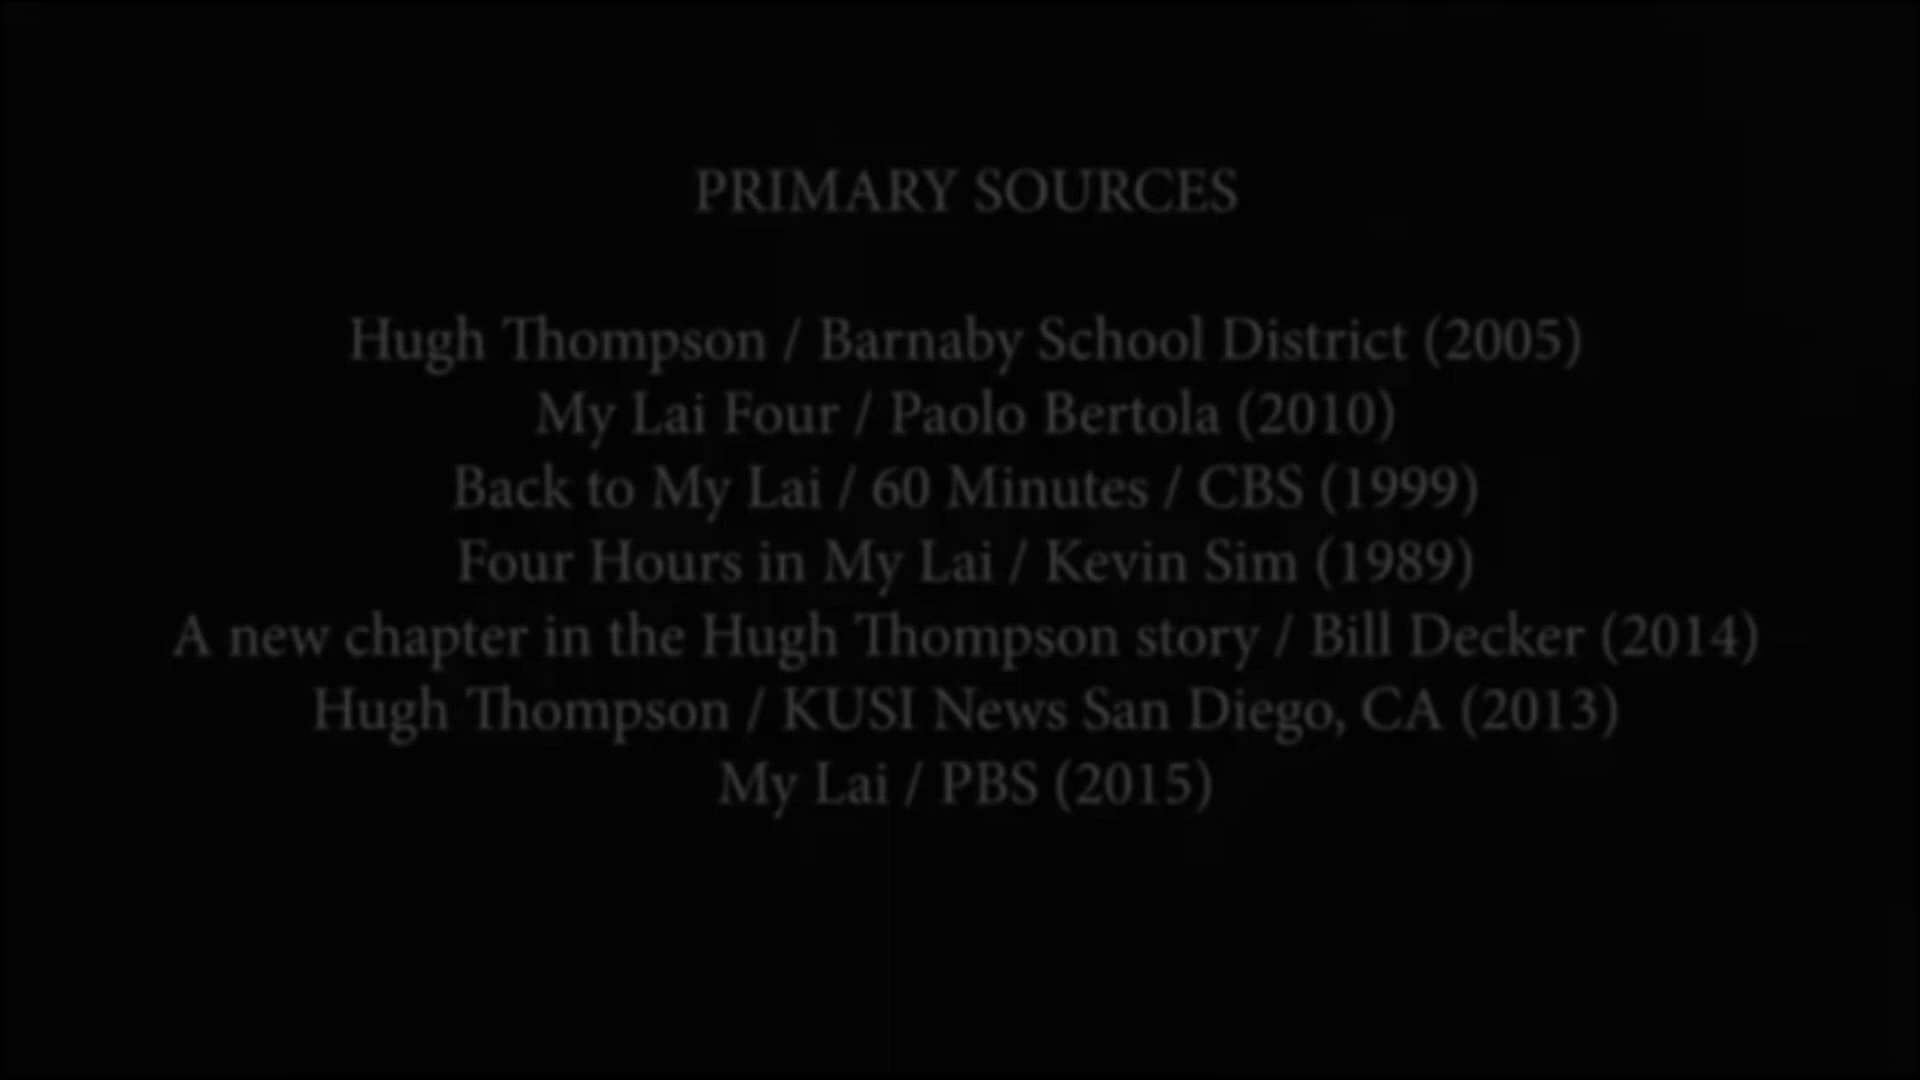 PRIMARY SOURCES
Hugh Thompson / Barnaby School District (2005)
My Lai Four / Paolo Bertola (2010)
Back to My Lai / 60 Minutes / CBS (1999)
Four Hours in My Lai / Kevin Sim (1989)
A new chapter in the Hugh Thompson story / Bill Decker (2014)
Hugh Thompson / KUSI News San Diego, CA (2013)
My Lai / PBS (2015)